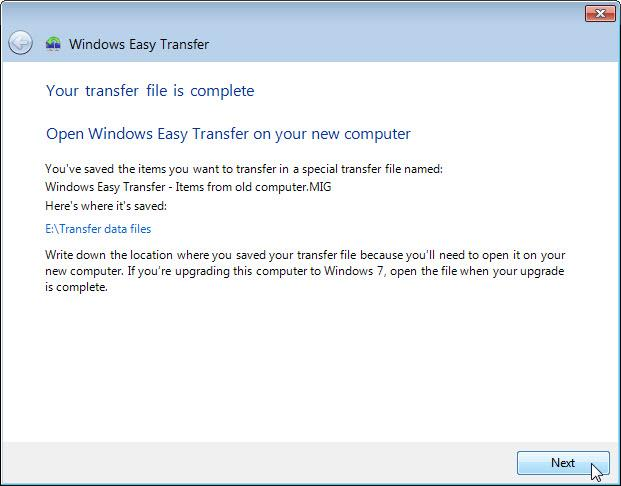 Windows Easy Transfer
Your transfer file is complete
Open Windows Easy Transfer on your new computer
You've saved the items you want to transfer in a special transfer file named:
Windows Easy Transfer - Items from old computer.MIG
Here's where it's saved:
E:\Transfer data files
Write down the location where you saved your transfer file because you'll need to open it on your
new computer. If you're upgrading this computer to Windows 7, open the file when your upgrade
is complete.
Next